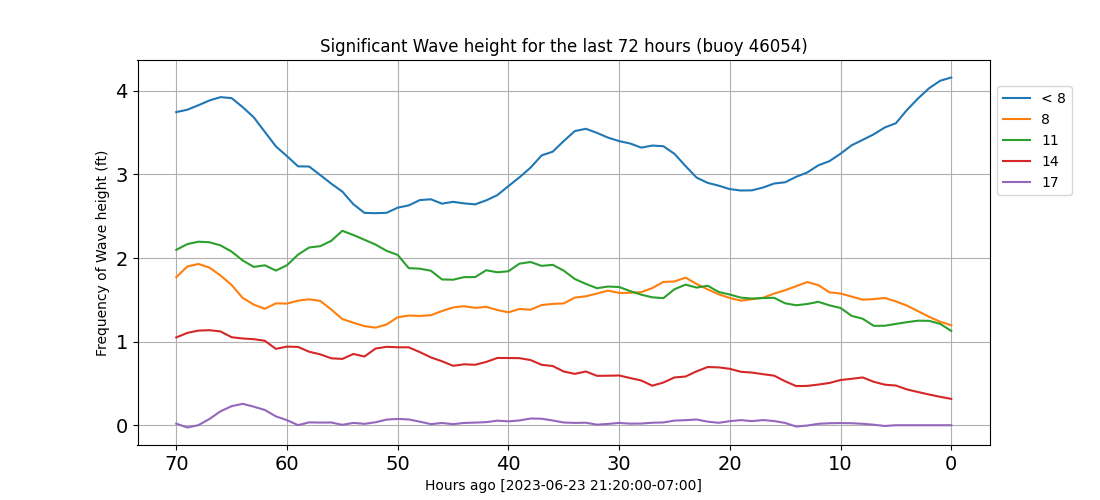 Significant Wave height for the last 72 hours (buoy 46054)
Frequency of Wave height (ft)
4
3
2
1
0
70 60 50 40 30 20 10 0
Hours ago [2023-06-23 21:20:00-07:00]
< 8
8
11
14
17